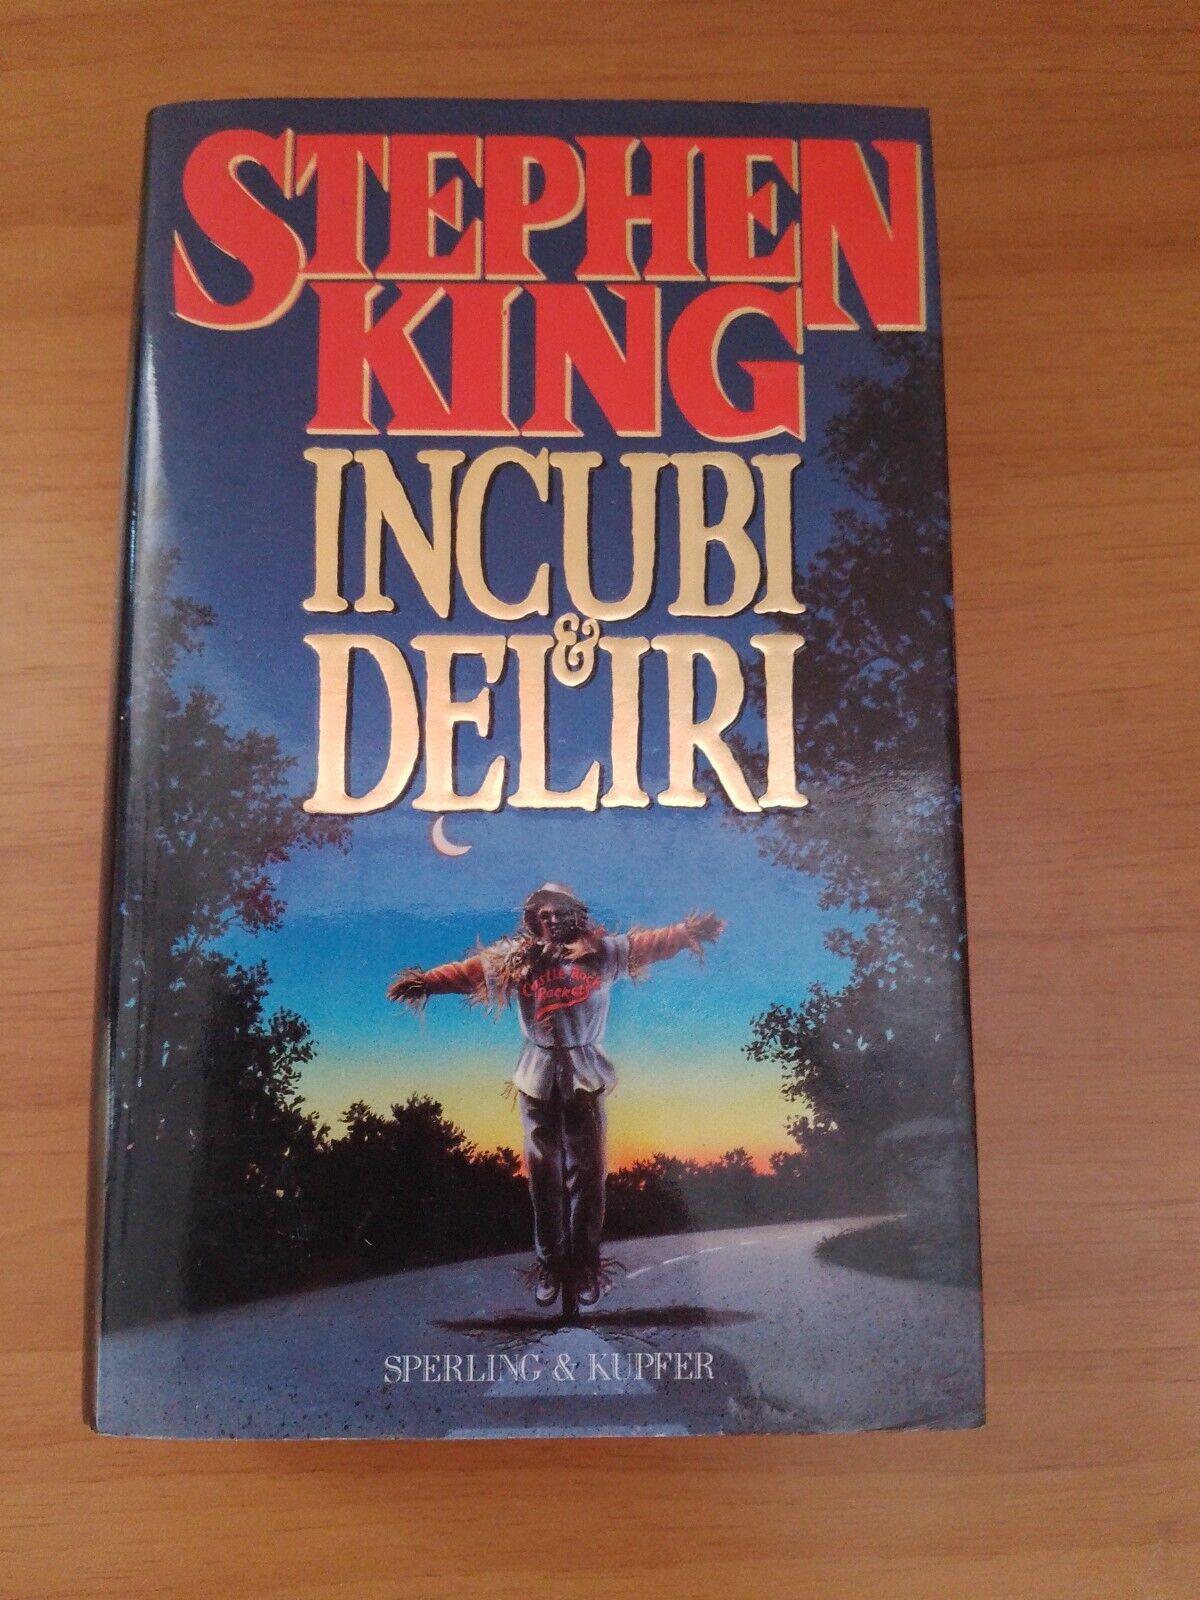 STEPHEN
KING
INCUBI
&
DELIRI
Castle Rock
Rockets
SPERLING & KUPFER